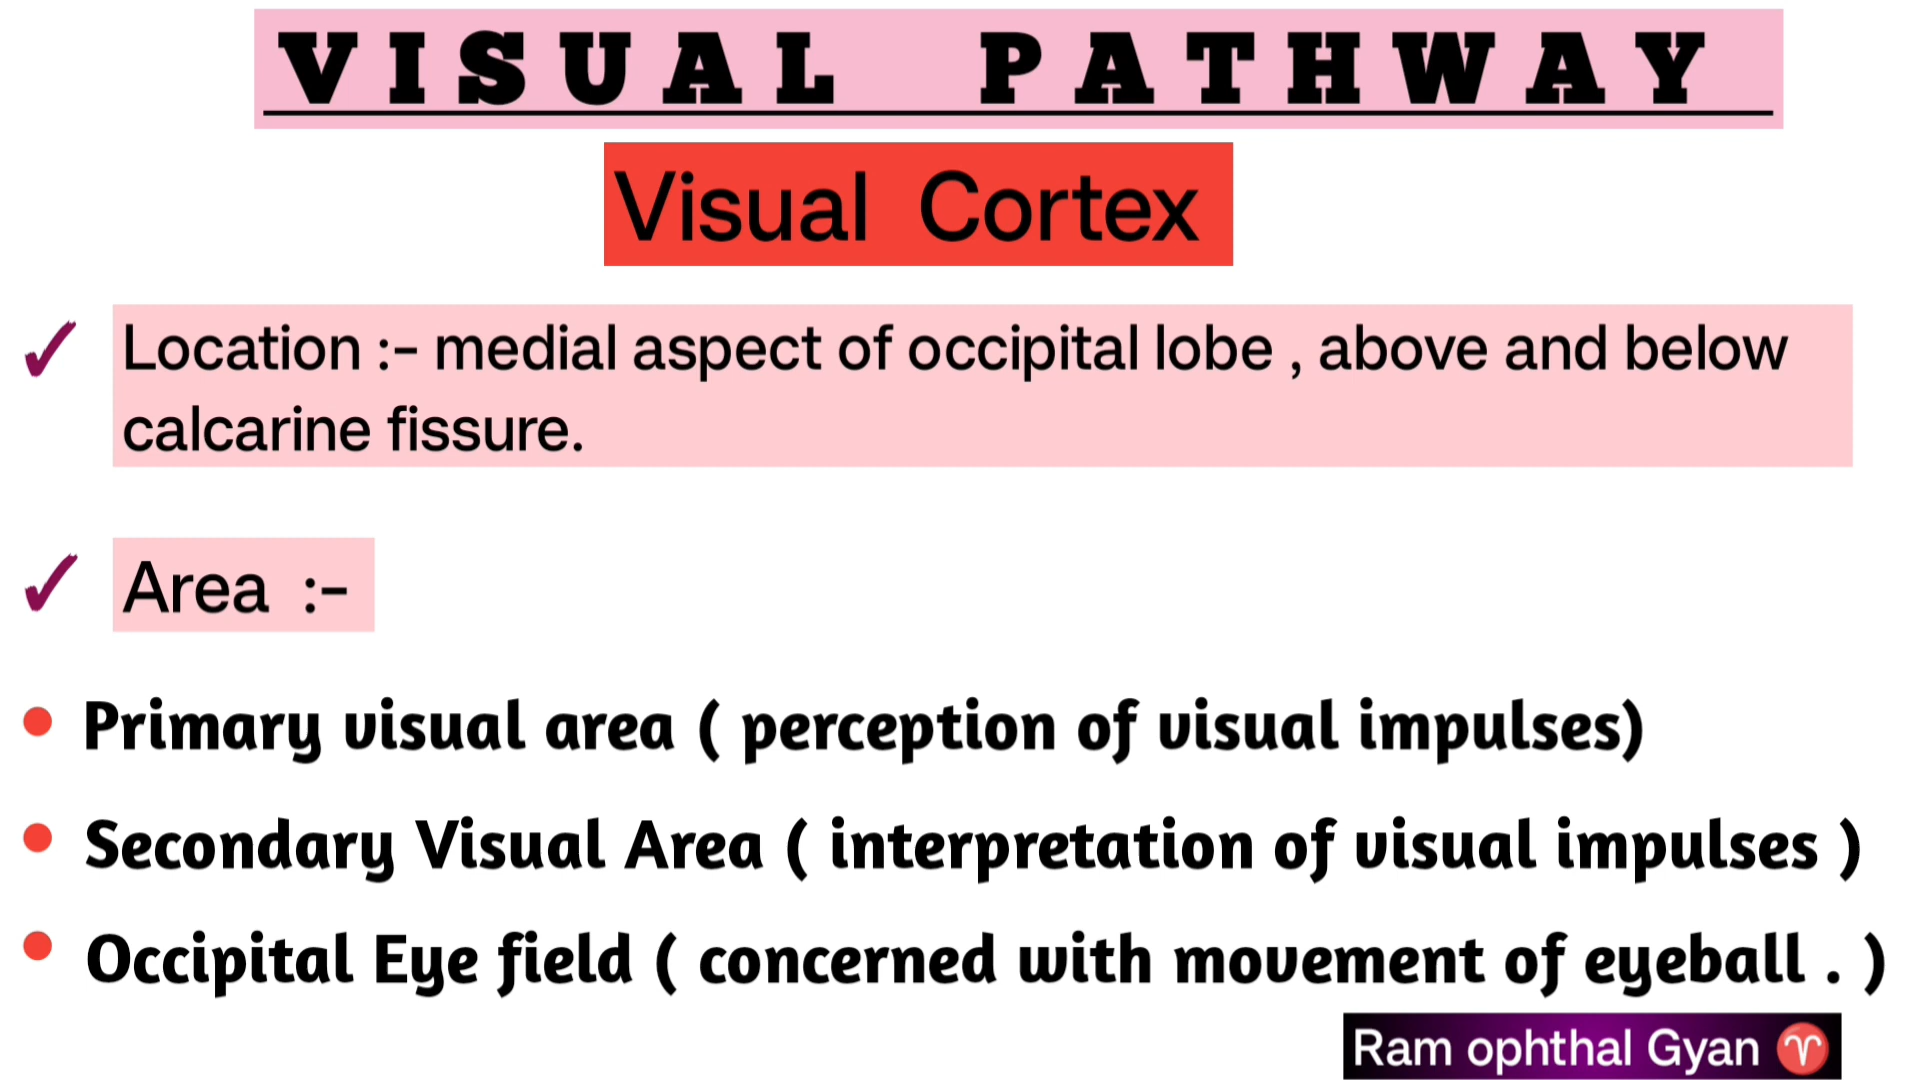 VISUAL PATHWAY
Visual Cortex
✓ Location :- medial aspect of occipital lobe , above and below
calcarine fissure.
✓ Area :-
• Primary visual area ( perception of visual impulses)
• Secondary Visual Area ( interpretation of visual impulses )
• Occipital Eye field ( concerned with movement of eyeball . )
Ram ophthal Gyan ♈